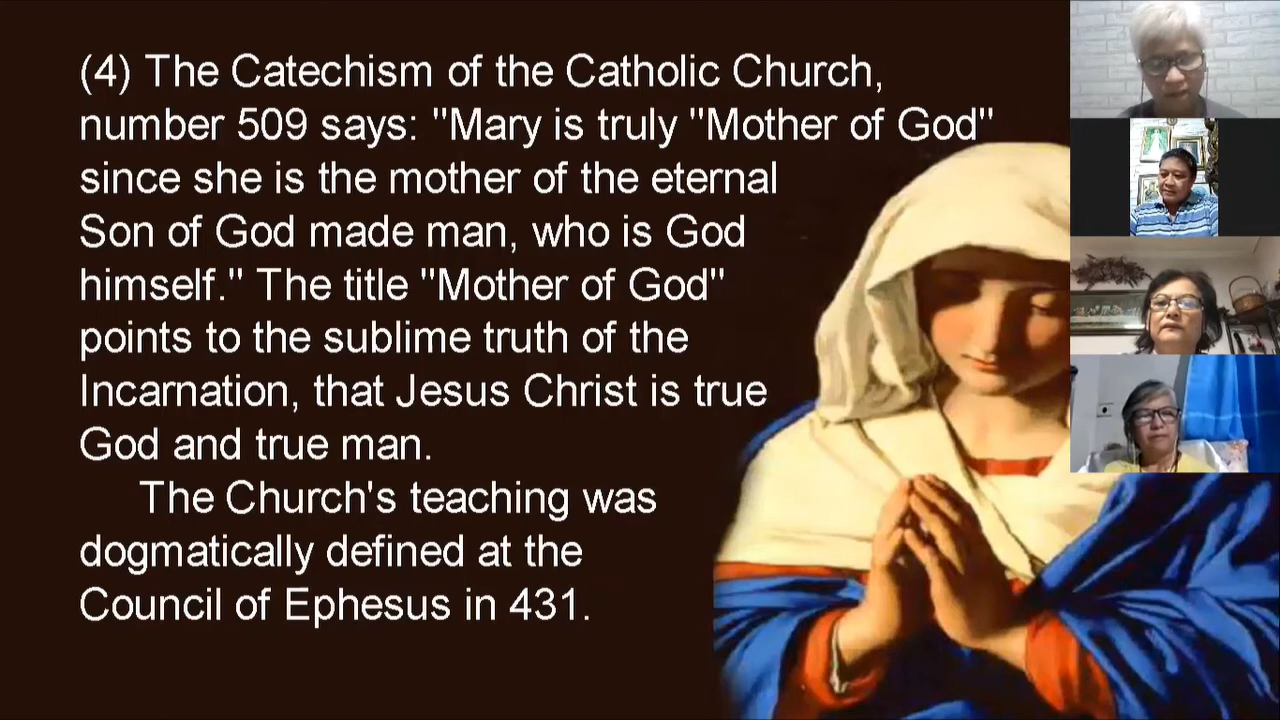 (4) The Catechism of the Catholic Church,
number 509 says: "Mary is truly "Mother of God"
since she is the mother of the eternal
Son of God made man, who is God
himself." The title "Mother of God"
points to the sublime truth of the
Incarnation, that Jesus Christ is true
God and true man.
The Church's teaching was
dogmatically defined at the
Council of Ephesus in 431.